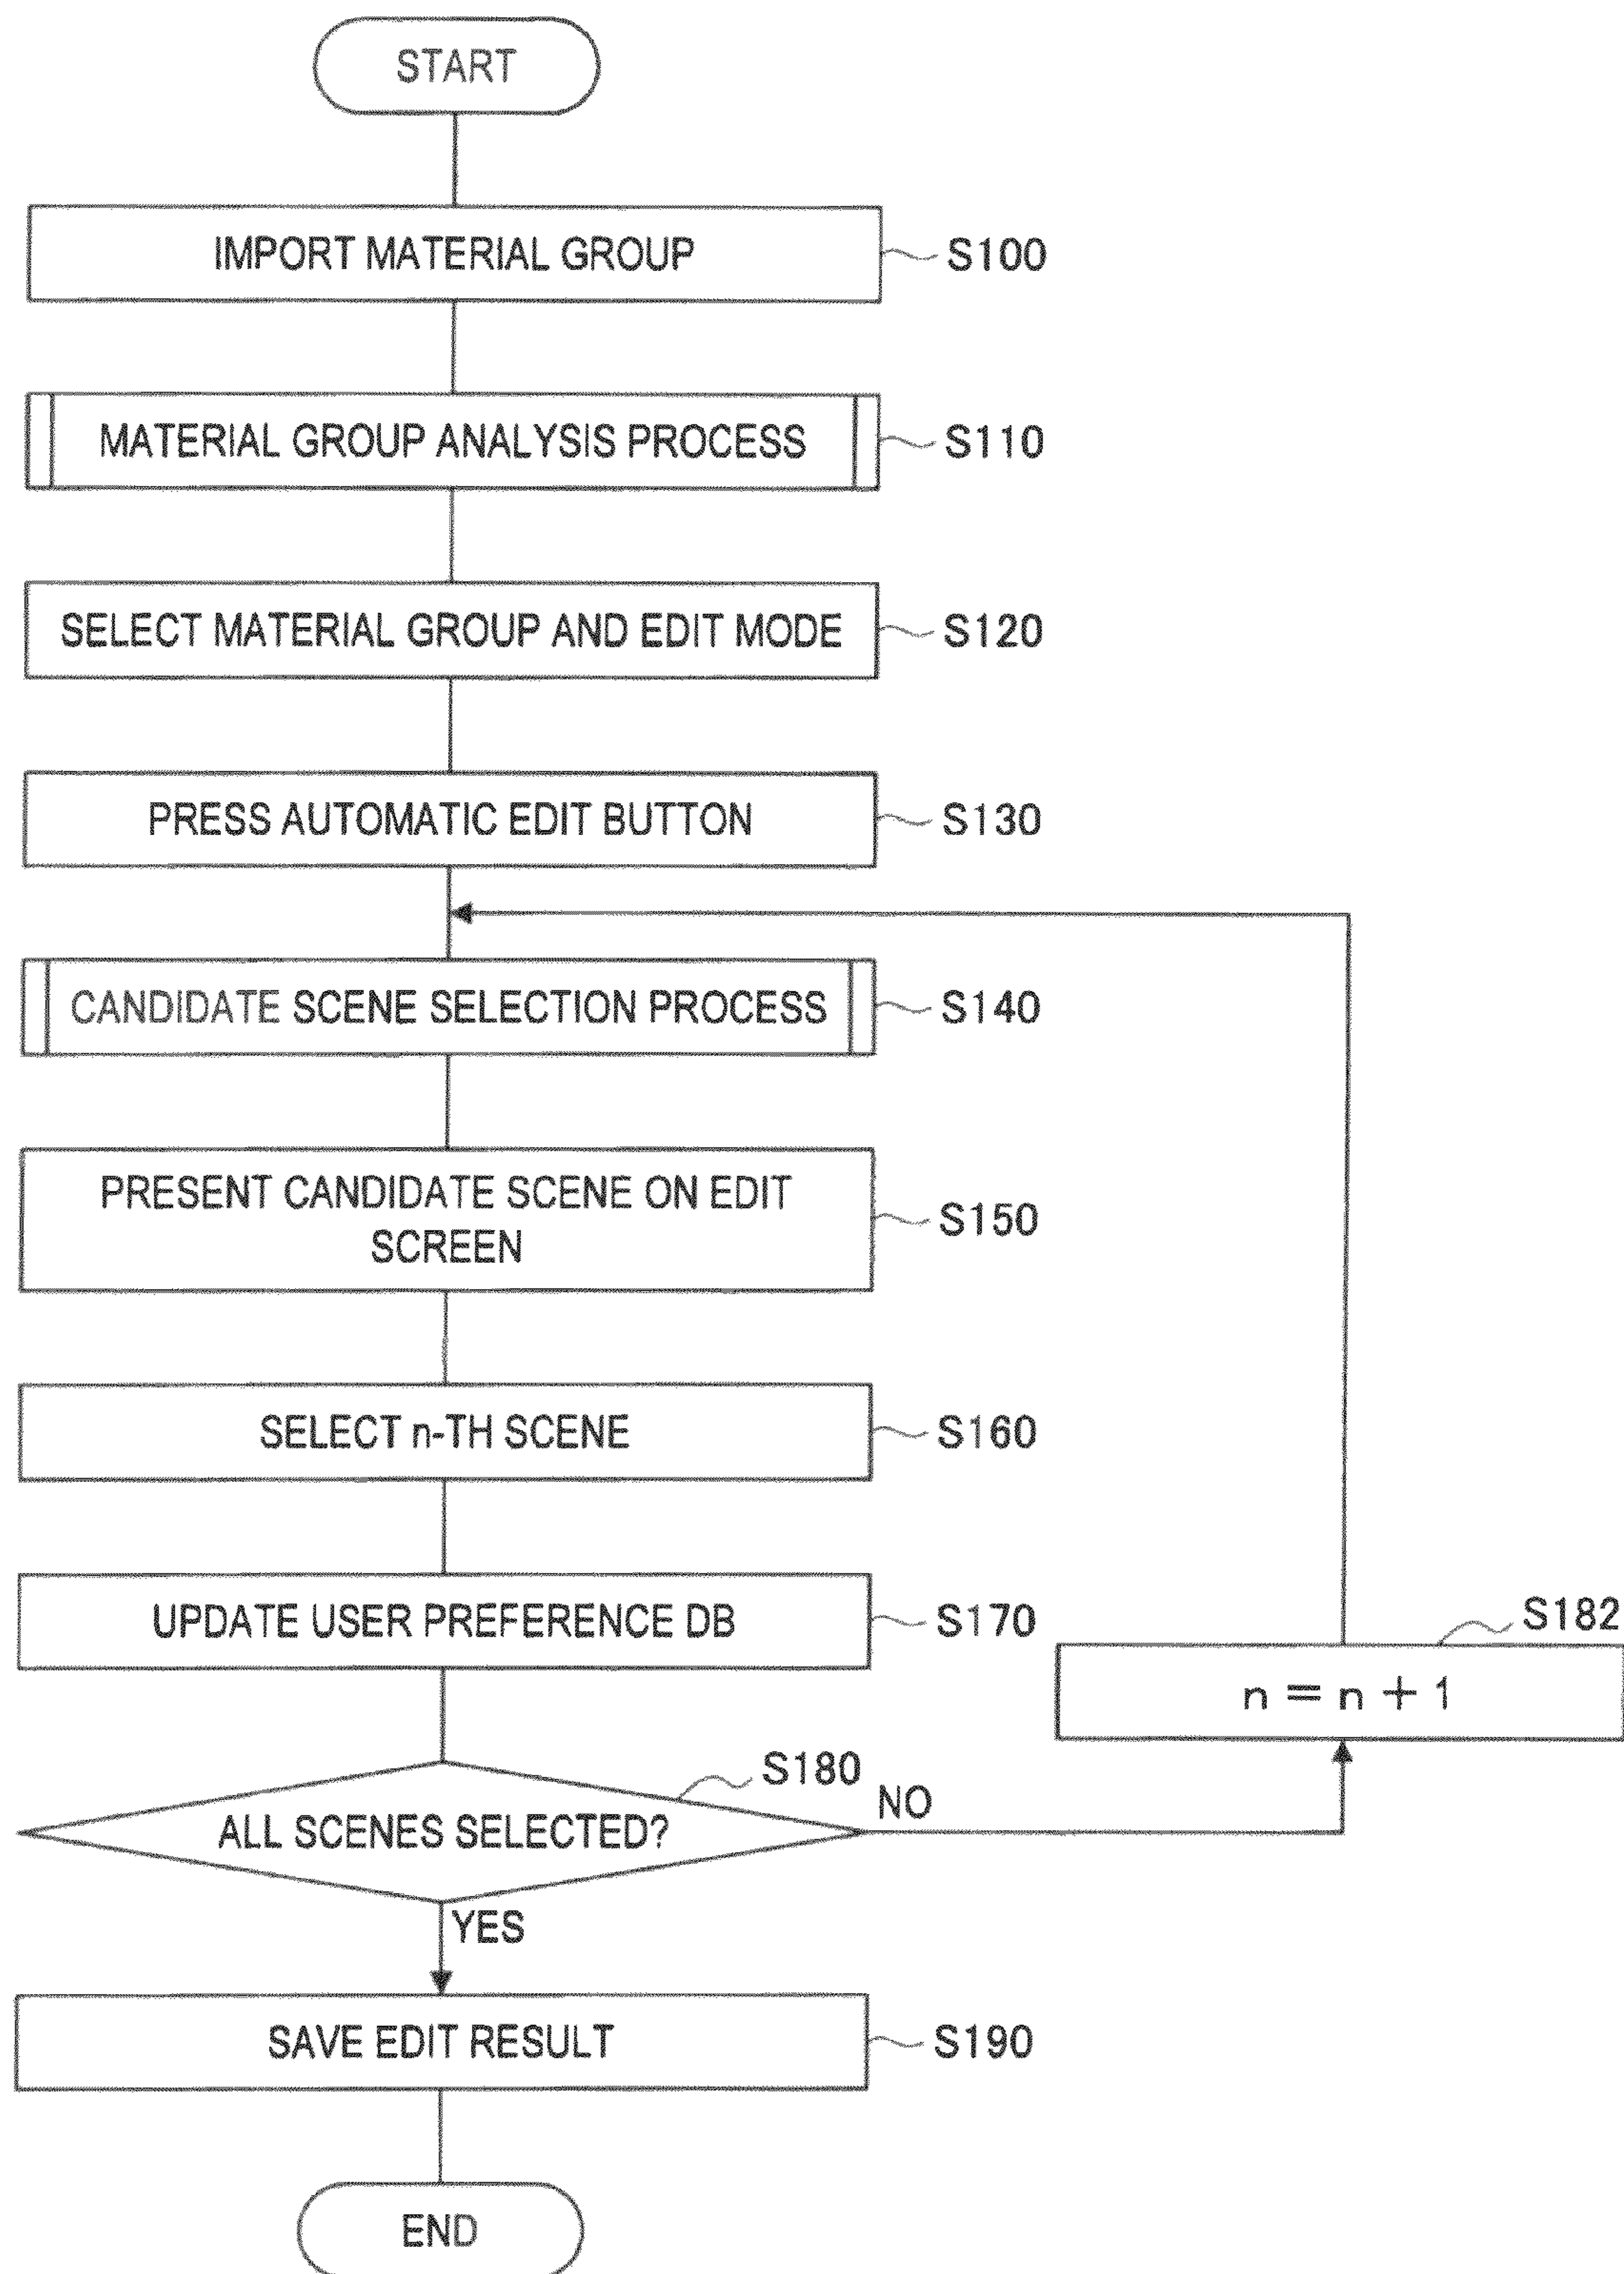 START
IMPORT MATERIAL GROUP
S100
MATERIAL GROUP ANALYSIS PROCESS
S110
SELECT MATERIAL GROUP AND EDIT MODE
S120
PRESS AUTOMATIC EDIT BUTTON
S130
CANDIDATE SCENE SELECTION PROCESS
S140
PRESENT CANDIDATE SCENE ON EDIT
SCREEN
S150
SELECT n-TH SCENE
S160
UPDATE USER PREFERENCE DB
S170
S182
n = n + 1
S180
ALL SCENES SELECTED?
NO
YES
SAVE EDIT RESULT
S190
END